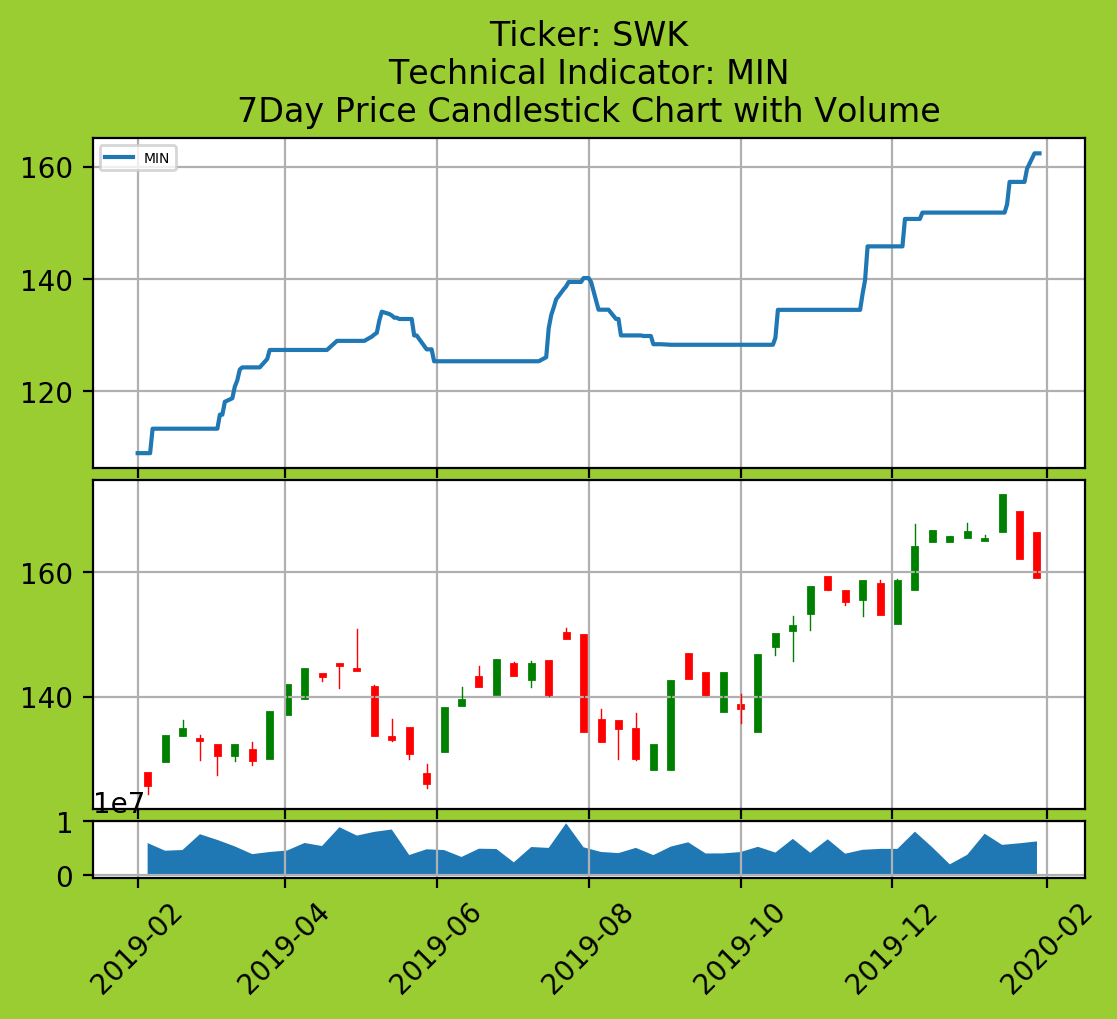 Ticker: SWK
Technical Indicator: MIN
7Day Price Candlestick Chart with Volume
MIN
160
140
120
160
140
1e7
1
0
2019-02
2019-04
2019-06
2019-08
2019-10
2019-12
2020-02